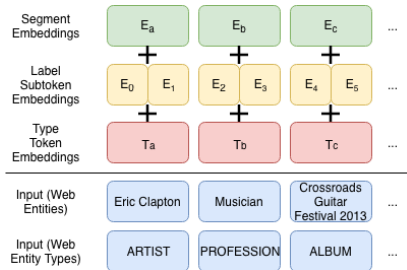 Segment
Embeddings
Ea
Eb
Ec
...
+
+
+
Label
Subtoken
Embeddings
E0
E1
E2
E3
E4
E5
...
+
+
+
Type
Token
Embeddings
Ta
Tb
Tc
...
Input (Web
Entities)
Eric Clapton
Musician
Crossroads
Guitar
Festival 2013
...
Input (Web
Entity Types)
ARTIST
PROFESSION
ALBUM
...